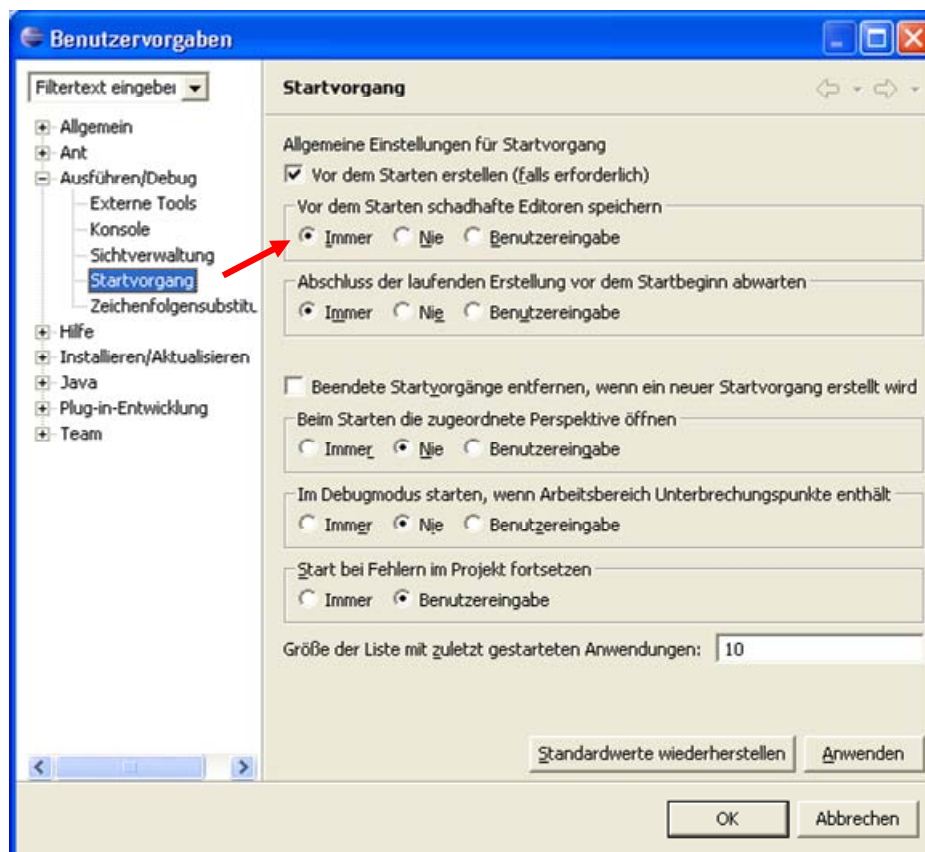 Benutzervorgaben
Filtertext eingebei
Allgemein
Ant
Ausführen/Debug
Externe Tools
Konsole
Sichtverwaltung
Startvorgang
Zeichenfolgensubstitu
Hilfe
Installieren/Aktualisieren
Java
Plug-in-Entwicklung
Team
Startvorgang
Allgemeine Einstellungen für Startvorgang
Vor dem Starten erstellen (falls erforderlich)
Vor dem Starten schadhafte Editoren speichern
Immer Nie Benutzereingabe
Abschluss der laufenden Erstellung vor dem Startbeginn abwarten
Immer Nie Benutzereingabe
Beendete Startvorgänge entfernen, wenn ein neuer Startvorgang erstellt wird
Beim Starten die zugeordnete Perspektive öffnen
Immer Nie Benutzereingabe
Im Debugmodus starten, wenn Arbeitsbereich Unterbrechungspunkte enthält
Immer Nie Benutzereingabe
Start bei Fehlern im Projekt fortsetzen
Immer Benutzereingabe
Größe der Liste mit zuletzt gestarteten Anwendungen: 10
Standardwerte wiederherstellen Anwenden
OK Abbrechen